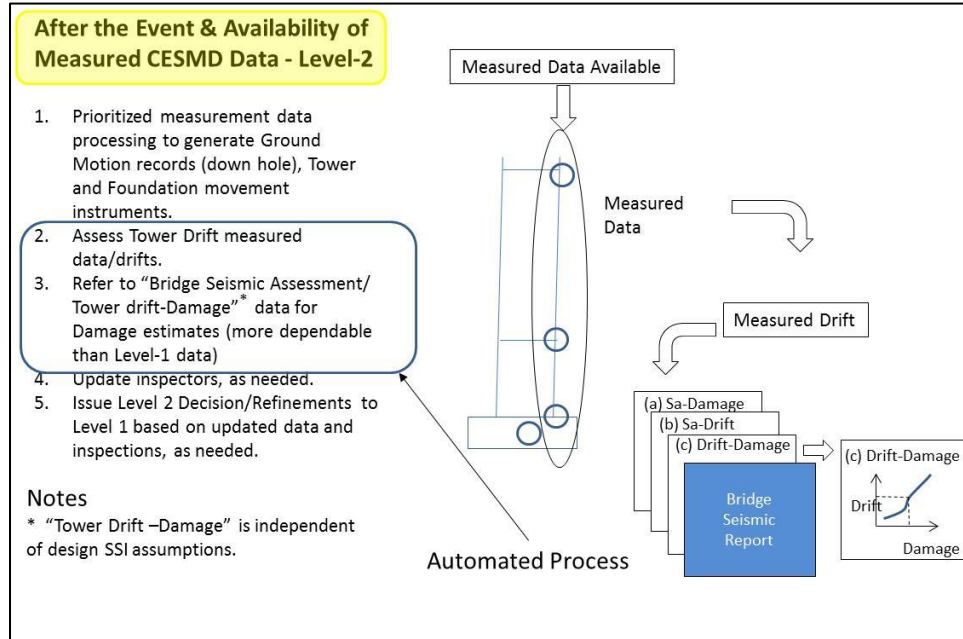 After the Event & Availability of
Measured CESMD Data - Level-2
1. Prioritized measurement data
processing to generate Ground
Motion records (down hole), Tower
and Foundation movement
instruments.
2. Assess Tower Drift measured
data/drifts.
3. Refer to “Bridge Seismic Assessment/
Tower drift-Damage”* data for
Damage estimates (more dependable
than Level-1 data)
4. Update inspectors, as needed.
5. Issue Level 2 Decision/Refinements to
Level 1 based on updated data and
inspections, as needed.
Notes
* “Tower Drift –Damage” is independent
of design SSI assumptions.
Measured Data Available
Measured
Data
Measured Drift
(a) Sa-Damage
(b) Sa-Drift
(c) Drift-Damage
Bridge
Seismic
Report
(c) Drift-Damage
Drift
Damage
Automated Process